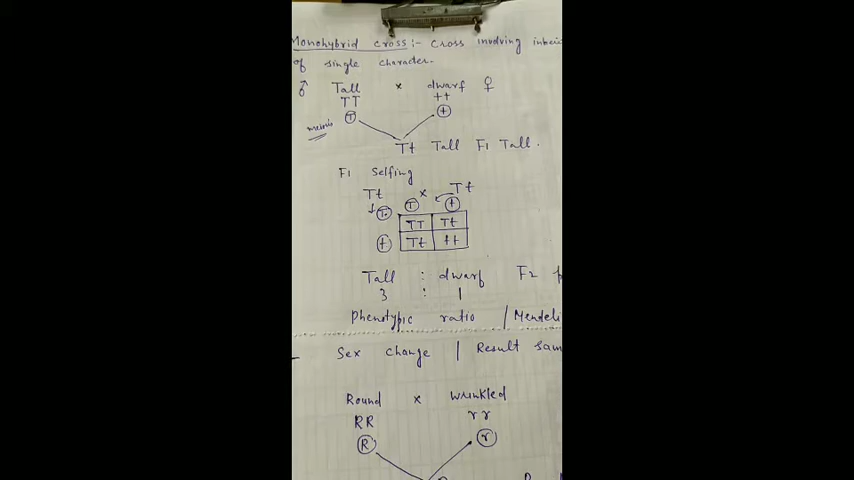 Monohybrid cross :- Cross involving
of single character.
♂ Tall × dwarf ♀
TT tt
meiosis T t
Tt Tall F1 Tall.
F1 Selfing
Tt × Tt
T T t
TT Tt
t Tt tt
Tall : dwarf F2
3 : 1
Phenotypic ratio /
Sex change | Result
Round × wrinkled
RR rr
R r